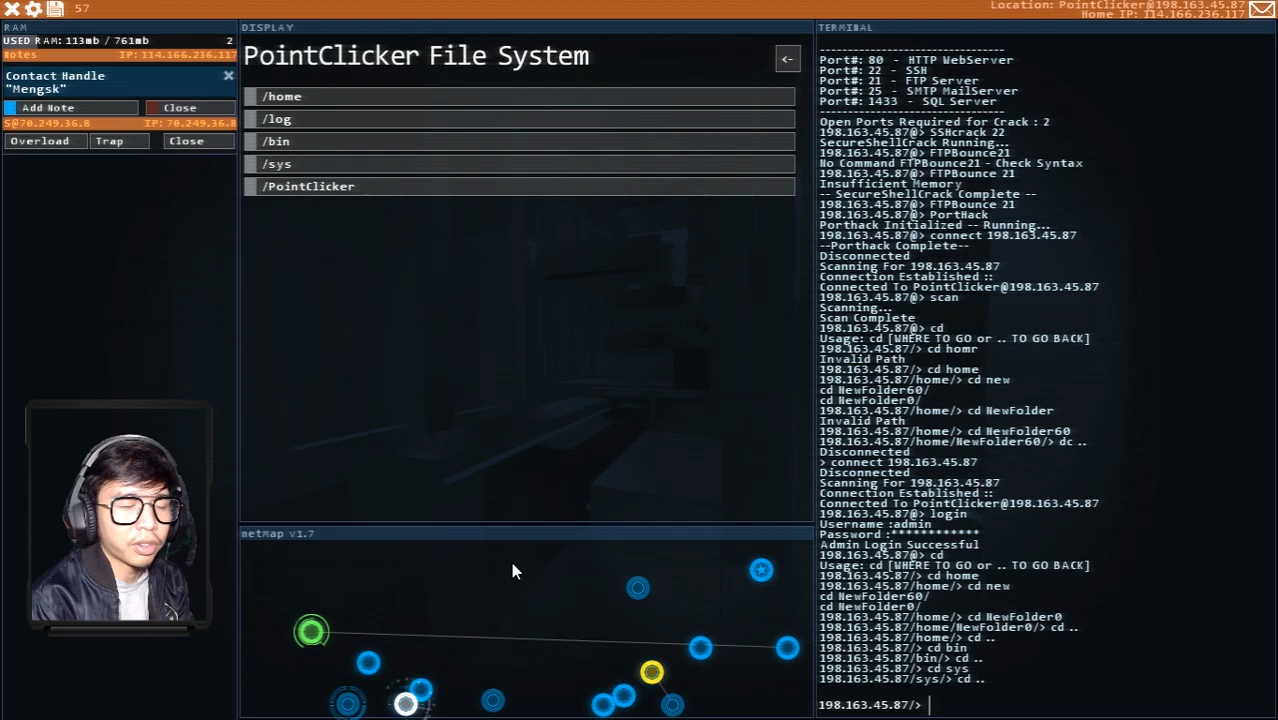 57
Location: PointClicker@198.163.45.87
Home IP: 114.166.236.117
RAM
USED RAM: 113mb / 761mb 2
Notes IP: 114.166.236.117
Contact Handle
"Mengsk"
Add Note Close
S@70.249.36.8 IP: 70.249.36.8
Overload Trap Close
DISPLAY
PointClicker File System
<-
/home
/log
/bin
/sys
/PointClicker
netMap v1.7
TERMINAL
Port#: 80 - HTTP WebServer
Port#: 22 - SSH
Port#: 21 - FTP Server
Port#: 25 - SMTP MailServer
Port#: 1433 - SQL Server
Open Ports Required for Crack : 2
198.163.45.87@> SSHcrack 22
SecureShellCrack Running...
198.163.45.87@> FTPBounce21
No Command FTPBounce21 - Check Syntax
198.163.45.87@> FTPBounce 21
Insufficient Memory
-- SecureShellCrack Complete --
198.163.45.87@> FTPBounce 21
198.163.45.87@> PortHack
Porthack Initialized -- Running...
198.163.45.87@> connect 198.163.45.87
--Porthack Complete--
Disconnected
Scanning For 198.163.45.87
Connection Established ::
Connected To PointClicker@198.163.45.87
198.163.45.87@> scan
Scanning...
Scan Complete
198.163.45.87@> cd
Usage: cd [WHERE TO GO or .. TO GO BACK]
198.163.45.87/> cd homr
Invalid Path
198.163.45.87/> cd home
198.163.45.87/home/> cd new
cd NewFolder60/
cd NewFolder0/
198.163.45.87/home/> cd NewFolder
Invalid Path
198.163.45.87/home/> cd NewFolder60
198.163.45.87/home/NewFolder60/> dc ..
Disconnected
> connect 198.163.45.87
Disconnected
Scanning For 198.163.45.87
Connection Established ::
Connected To PointClicker@198.163.45.87
198.163.45.87@> login
Username :admin
Password :************
Admin Login Successful
198.163.45.87@> cd
Usage: cd [WHERE TO GO or .. TO GO BACK]
198.163.45.87/> cd home
198.163.45.87/home/> cd new
cd NewFolder60/
cd NewFolder0/
198.163.45.87/home/> cd NewFolder0
198.163.45.87/home/NewFolder0/> cd ..
198.163.45.87/home/> cd ..
198.163.45.87/> cd bin
198.163.45.87/bin/> cd ..
198.163.45.87/> cd sys
198.163.45.87/sys/> cd ..
198.163.45.87/>